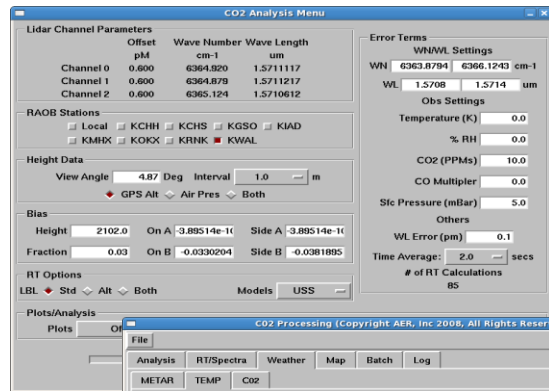 CO2 Analysis Menu
Lidar Channel Parameters
Offset Wave Number Wave Length
pM cm-1 um
Channel 0 0.600 6364.920 1.5711117
Channel 1 0.600 6364.879 1.5711217
Channel 2 0.600 6365.124 1.5710612
RAOB Stations
Local KCHH KCHS KGSO KIAD
KMHX KOKX KRNK KWAL
Height Data
View Angle 4.87 Deg Interval 1.0 m
GPS Alt Air Pres Both
Bias
Height 2102.0 On A -3.89514e-1( Side A -3.89514e-1(
Fraction 0.03 On B -0.0330204 Side B -0.0381895
RT Options
LBL Std Alt Both Models USS
Plots/Analysis
Plots Of
Error Terms
WN/WL Settings
WN 6363.8794 6366.1243 cm-1
WL 1.5708 1.5714 um
Obs Settings
Temperature (K) 0.0
% RH 0.0
CO2 (PPMs) 10.0
CO Multipler 0.0
Sfc Pressure (mBar) 5.0
Others
WL Error (pm) 0.1
Time Average: 2.0 secs
# of RT Calculations
85
CO2 Processing (Copyright AER, Inc 2008, All Rights Reser
File
Analysis RT/Spectra Weather Map Batch Log
METAR TEMP CO2